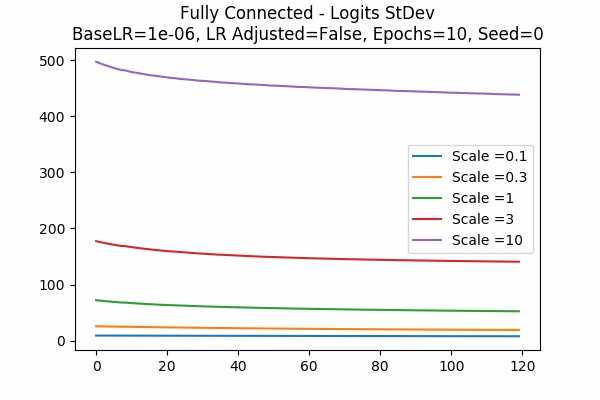 Fully Connected - Logits StDev
BaseLR=1e-06, LR Adjusted=False, Epochs=10, Seed=0
500
400
300
200
100
0
Scale =0.1
Scale =0.3
Scale =1
Scale =3
Scale =10
0 20 40 60 80 100 120